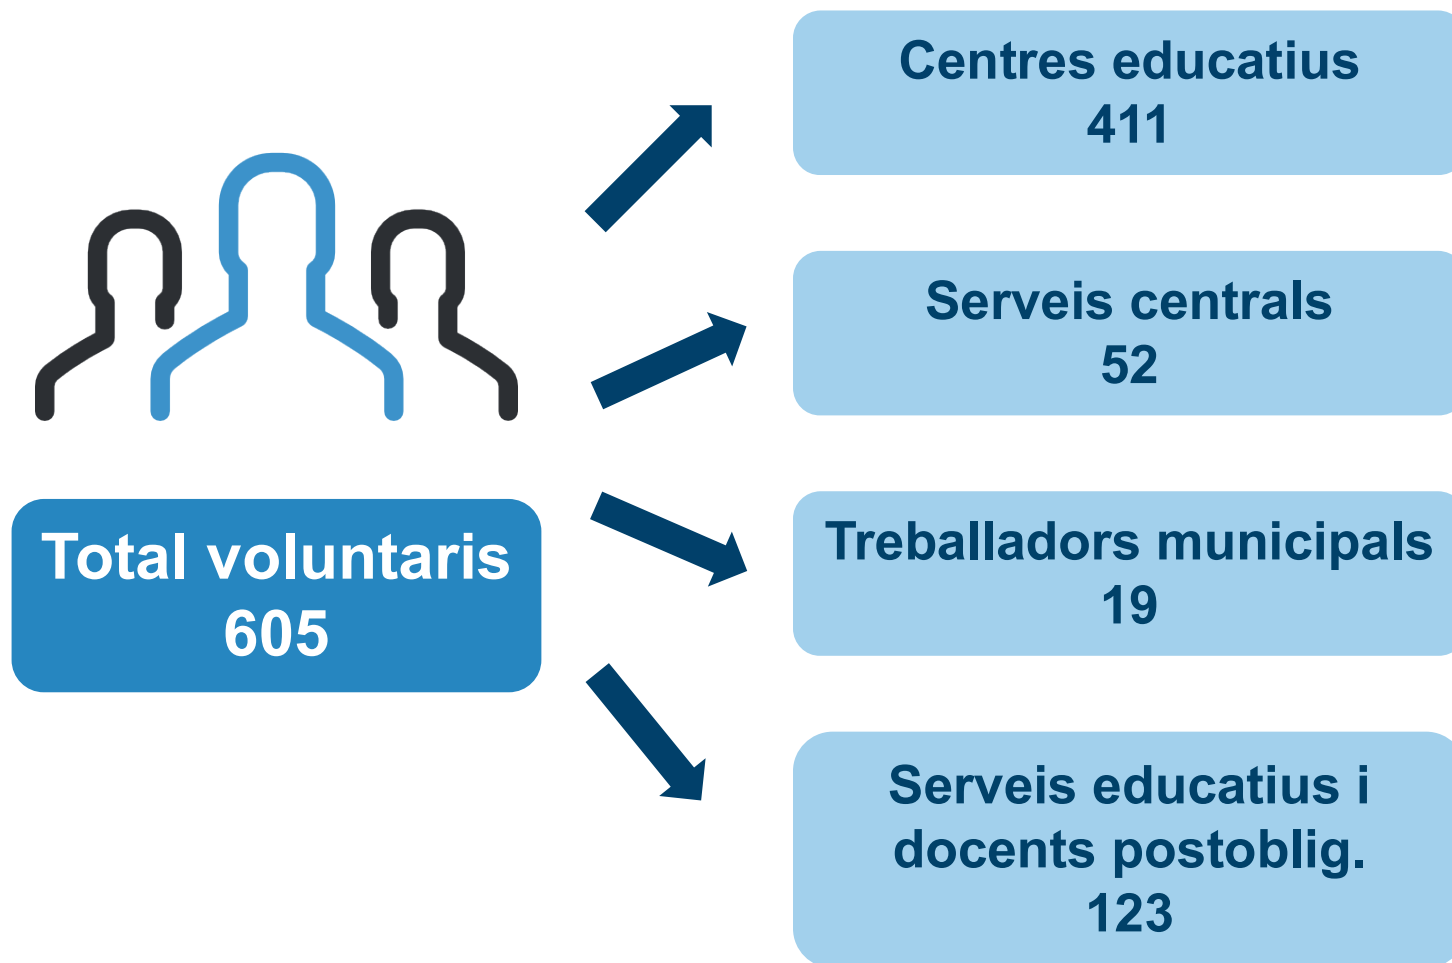 Total voluntaris
605
Centres educatius
411
Serveis centrals
52
Treballadors municipals
19
Serveis educatius i
docents postoblig.
123